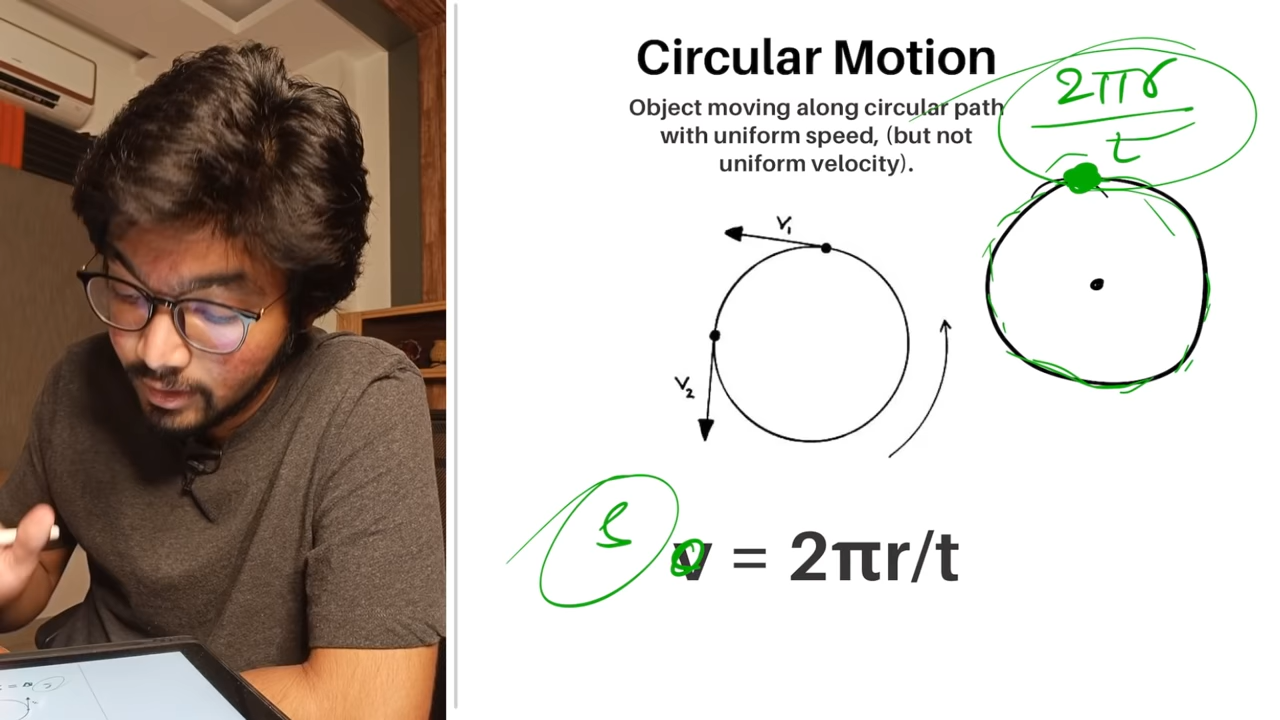 Circular Motion
Object moving along circular path
with uniform speed, (but not
uniform velocity).
2πr
t
V₁
V₂
S
v = 2πr/t